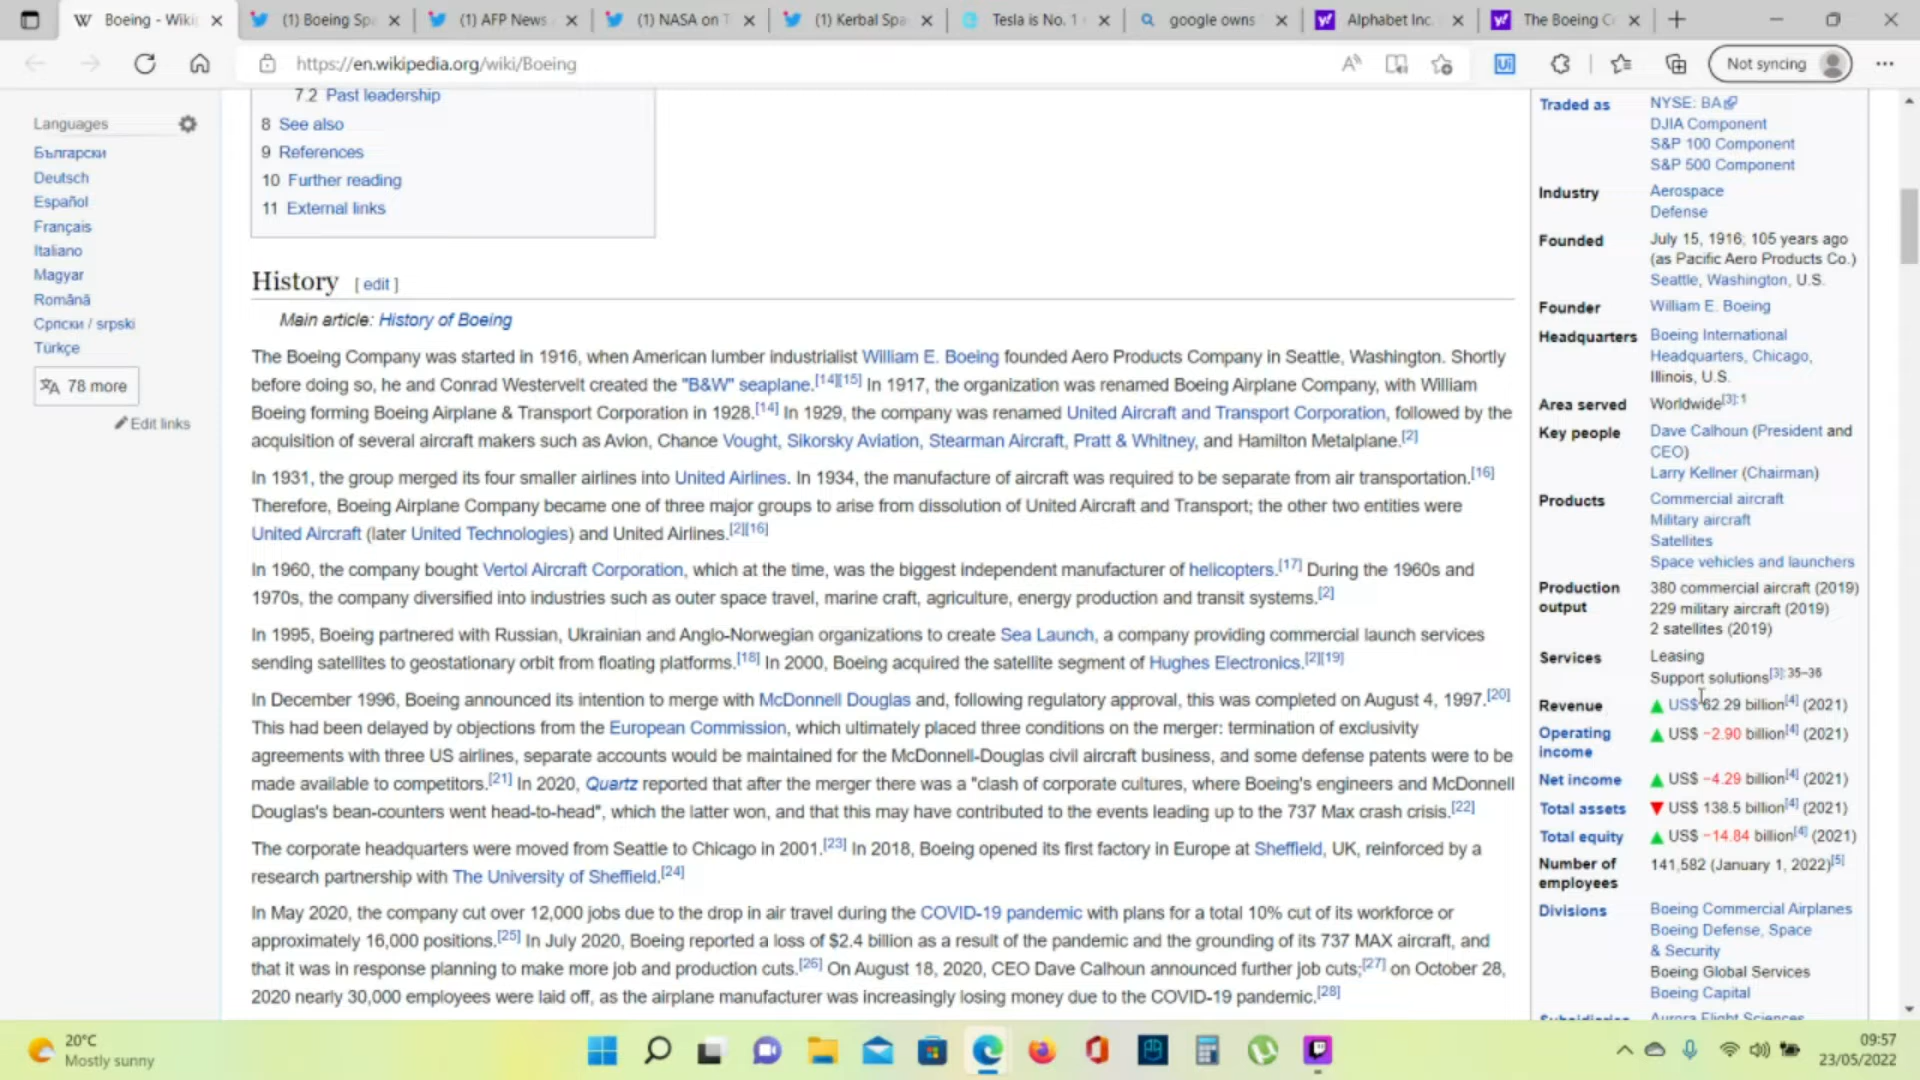 Boeing - Wiki
(1) Boeing Sp
(1) AFP News
(1) NASA on T
(1) Kerbal Spa
Tesla is No. 1
google owns
Alphabet Inc.
The Boeing C
https://en.wikipedia.org/wiki/Boeing
Not syncing
Languages
Български
Deutsch
Español
Français
Italiano
Magyar
Română
Српски / srpski
Türkçe
78 more
Edit links
7.2 Past leadership
8 See also
9 References
10 Further reading
11 External links
History [ edit ]
Main article: History of Boeing
The Boeing Company was started in 1916, when American lumber industrialist William E. Boeing founded Aero Products Company in Seattle, Washington. Shortly
before doing so, he and Conrad Westervelt created the "B&W" seaplane.[14][15] In 1917, the organization was renamed Boeing Airplane Company, with William
Boeing forming Boeing Airplane & Transport Corporation in 1928.[14] In 1929, the company was renamed United Aircraft and Transport Corporation, followed by the
acquisition of several aircraft makers such as Avion, Chance Vought, Sikorsky Aviation, Stearman Aircraft, Pratt & Whitney, and Hamilton Metalplane.[2]
In 1931, the group merged its four smaller airlines into United Airlines. In 1934, the manufacture of aircraft was required to be separate from air transportation.[16]
Therefore, Boeing Airplane Company became one of three major groups to arise from dissolution of United Aircraft and Transport; the other two entities were
United Aircraft (later United Technologies) and United Airlines.[2][16]
In 1960, the company bought Vertol Aircraft Corporation, which at the time, was the biggest independent manufacturer of helicopters.[17] During the 1960s and
1970s, the company diversified into industries such as outer space travel, marine craft, agriculture, energy production and transit systems.[2]
In 1995, Boeing partnered with Russian, Ukrainian and Anglo-Norwegian organizations to create Sea Launch, a company providing commercial launch services
sending satellites to geostationary orbit from floating platforms.[18] In 2000, Boeing acquired the satellite segment of Hughes Electronics.[2][19]
In December 1996, Boeing announced its intention to merge with McDonnell Douglas and, following regulatory approval, this was completed on August 4, 1997.[20]
This had been delayed by objections from the European Commission, which ultimately placed three conditions on the merger: termination of exclusivity
agreements with three US airlines, separate accounts would be maintained for the McDonnell-Douglas civil aircraft business, and some defense patents were to be
made available to competitors.[21] In 2020, Quartz reported that after the merger there was a "clash of corporate cultures, where Boeing's engineers and McDonnell
Douglas's bean-counters went head-to-head", which the latter won, and that this may have contributed to the events leading up to the 737 Max crash crisis.[22]
The corporate headquarters were moved from Seattle to Chicago in 2001.[23] In 2018, Boeing opened its first factory in Europe at Sheffield, UK, reinforced by a
research partnership with The University of Sheffield.[24]
In May 2020, the company cut over 12,000 jobs due to the drop in air travel during the COVID-19 pandemic with plans for a total 10% cut of its workforce or
approximately 16,000 positions.[25] In July 2020, Boeing reported a loss of $2.4 billion as a result of the pandemic and the grounding of its 737 MAX aircraft, and
that it was in response planning to make more job and production cuts.[26] On August 18, 2020, CEO Dave Calhoun announced further job cuts;[27] on October 28,
2020 nearly 30,000 employees were laid off, as the airplane manufacturer was increasingly losing money due to the COVID-19 pandemic.[28]
Traded as NYSE: BA
DJIA Component
S&P 100 Component
S&P 500 Component
Industry Aerospace
Defense
Founded July 15, 1916; 105 years ago
(as Pacific Aero Products Co.)
Seattle, Washington, U.S.
Founder William E. Boeing
Headquarters Boeing International
Headquarters, Chicago,
Illinois, U.S.
Area served Worldwide[3]:1
Key people Dave Calhoun (President and
CEO)
Larry Kellner (Chairman)
Products Commercial aircraft
Military aircraft
Satellites
Space vehicles and launchers
Production 380 commercial aircraft (2019)
output 229 military aircraft (2019)
2 satellites (2019)
Services Leasing
Support solutions[3]:35–36
Revenue ▲ US$ 62.29 billion[4] (2021)
Operating ▲ US$ −2.90 billion[4] (2021)
income
Net income ▲ US$ −4.29 billion[4] (2021)
Total assets ▼ US$ 138.5 billion[4] (2021)
Total equity ▲ US$ −14.84 billion[4] (2021)
Number of 141,582 (January 1, 2022)[5]
employees
Divisions Boeing Commercial Airplanes
Boeing Defense, Space
& Security
Boeing Global Services
Boeing Capital
Subsidiaries Aurora Flight Sciences
20°C
Mostly sunny
09:57
23/05/2022